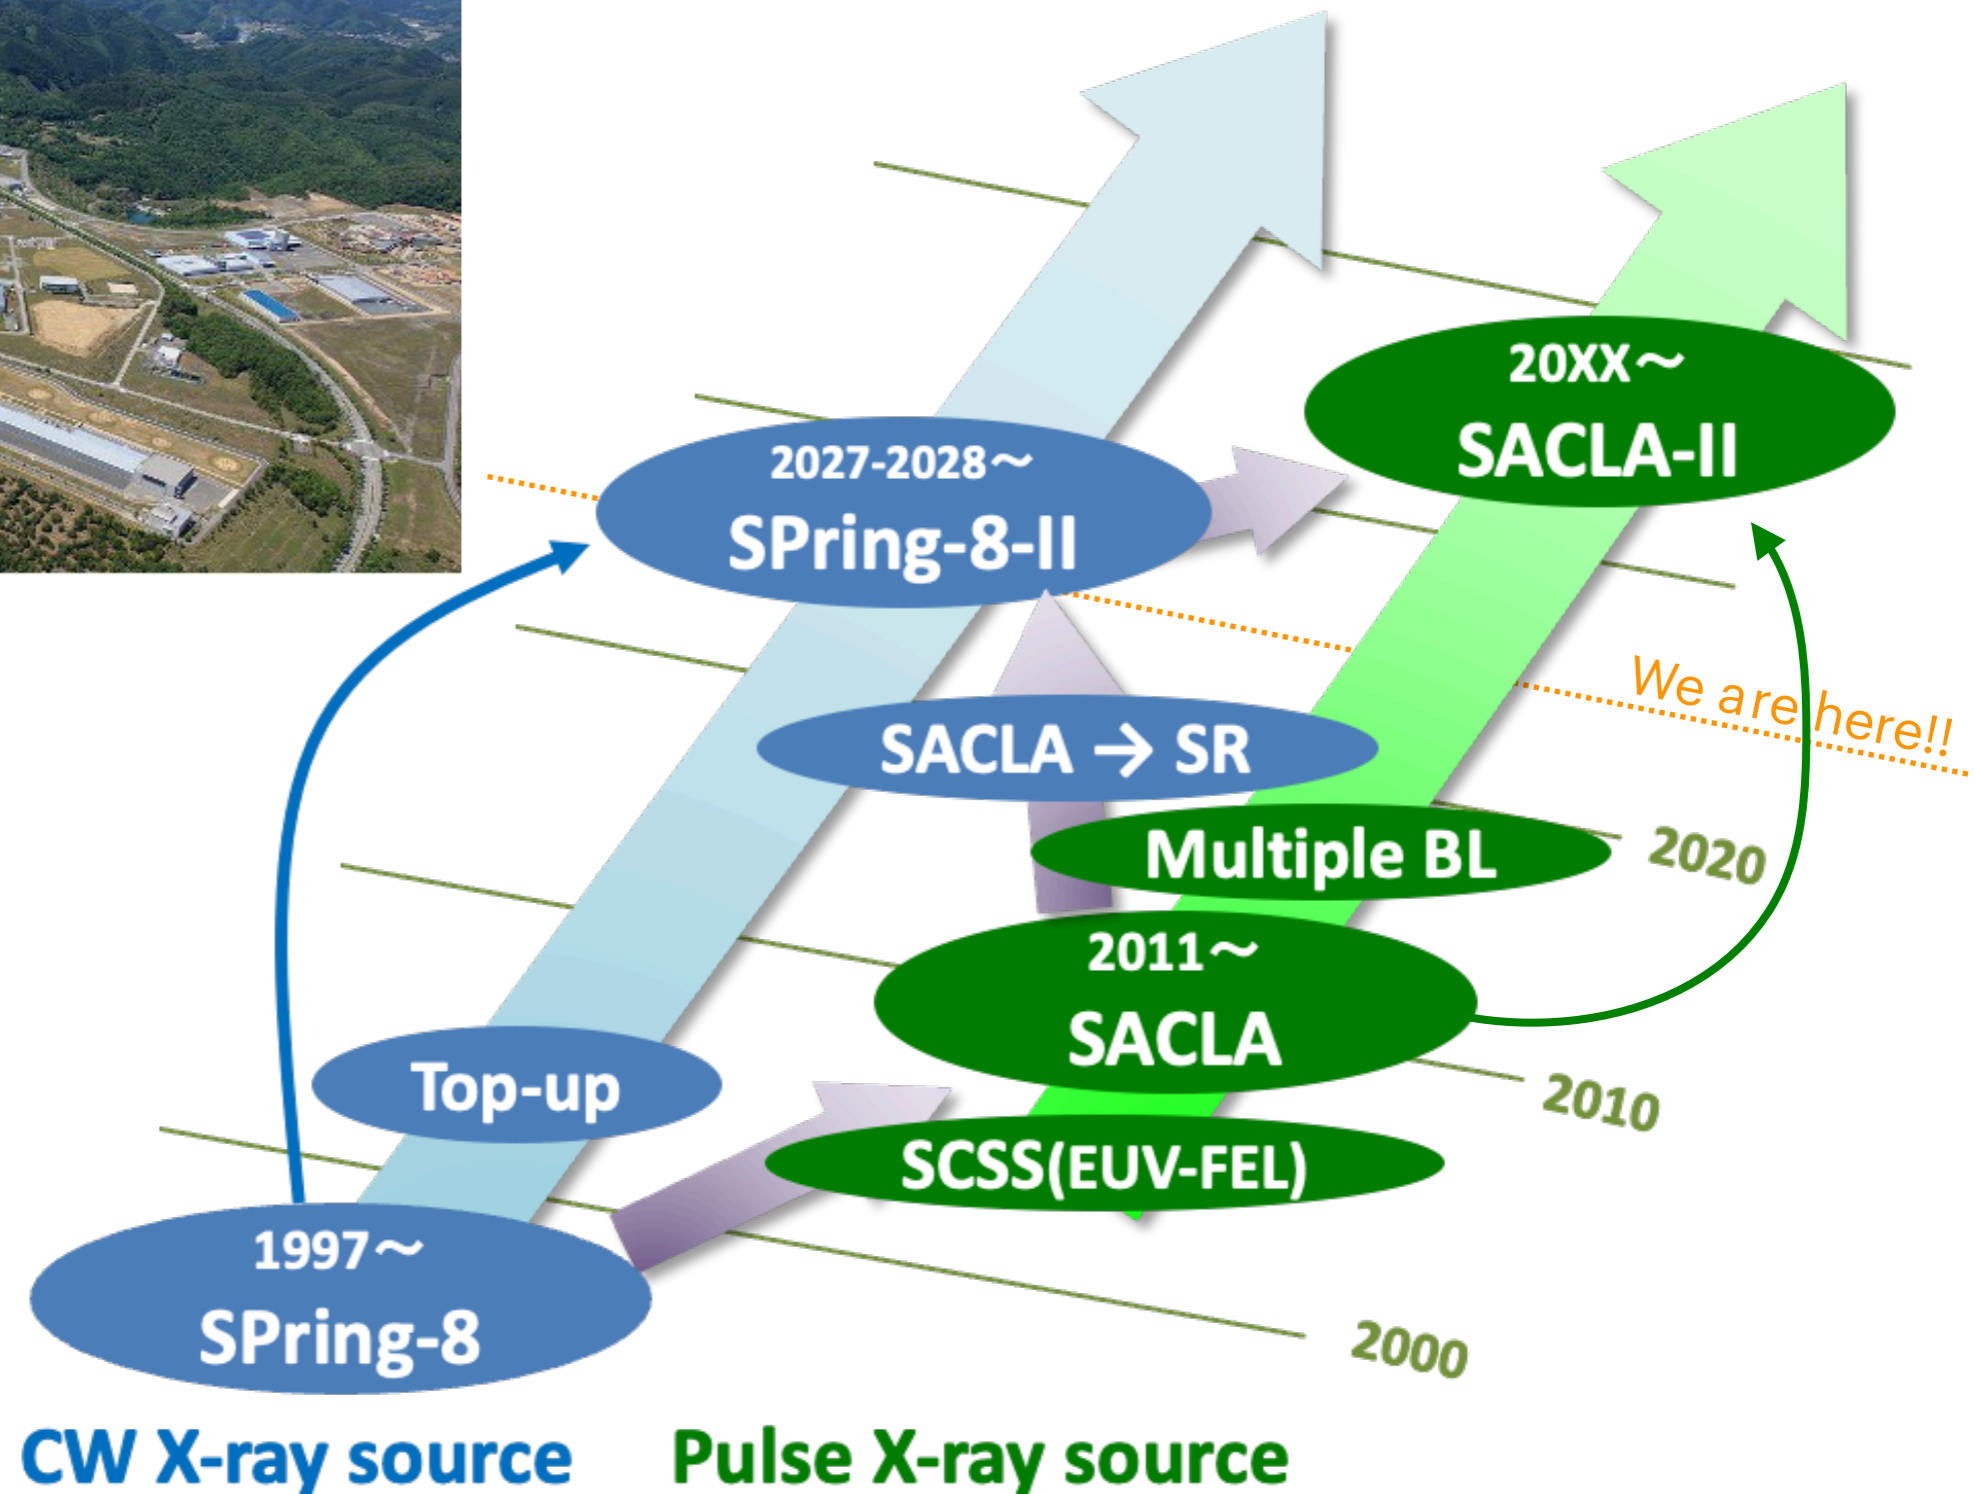 20XX～
SACLA-II
2027-2028～
SPring-8-II
We are here!!
SACLA → SR
Multiple BL
2020
2011～
SACLA
Top-up
2010
SCSS(EUV-FEL)
1997～
SPring-8
2000
CW X-ray source
Pulse X-ray source